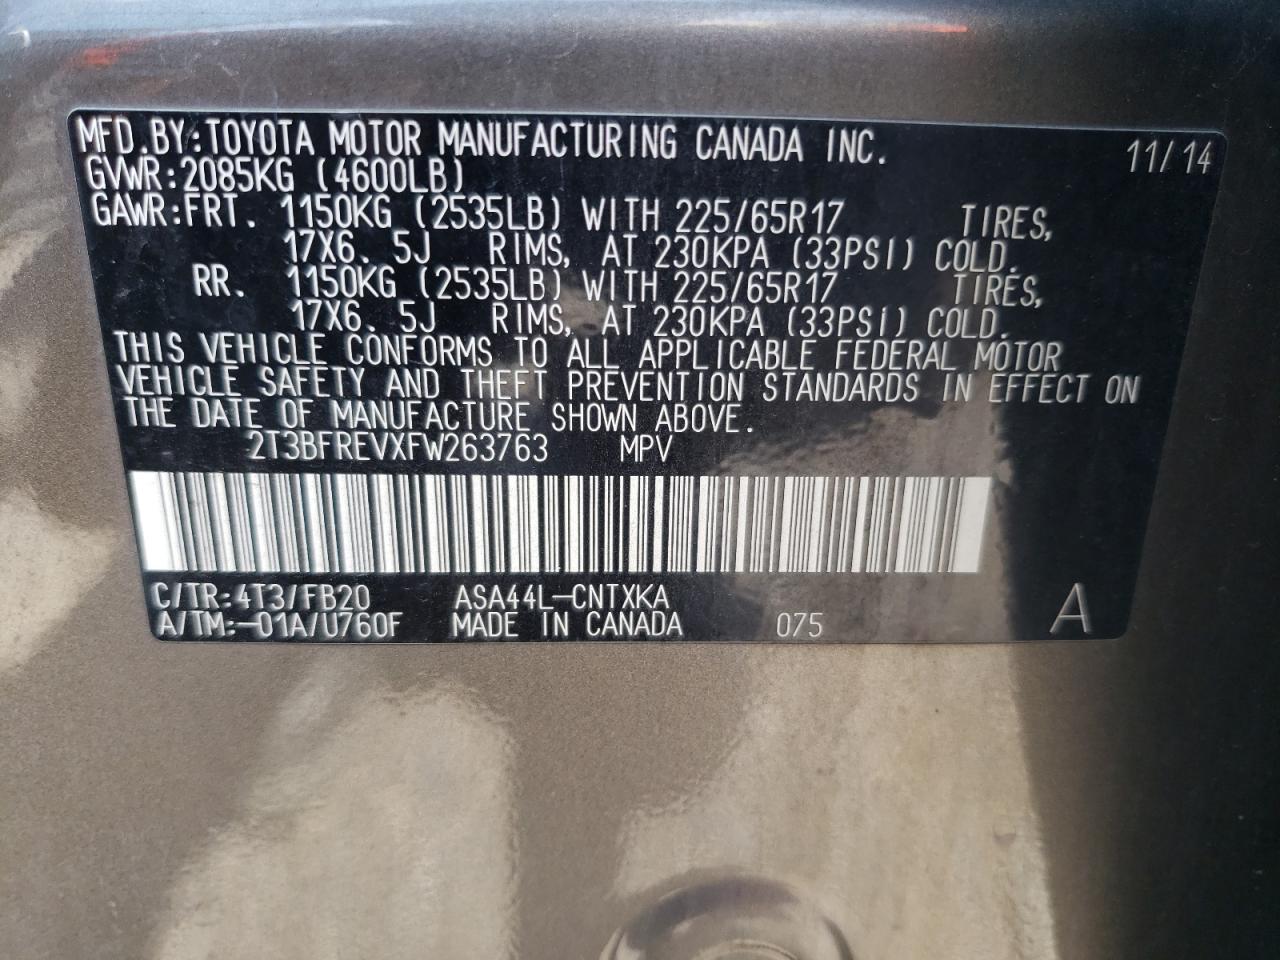 MFD.BY:TOYOTA MOTOR MANUFACTURING CANADA INC. 11/14
GVWR:2085KG (4600LB)
GAWR:FRT. 1150KG (2535LB) WITH 225/65R17 TIRES,
17X6.5J RIMS, AT 230KPA (33PSI) COLD.
RR. 1150KG (2535LB) WITH 225/65R17 TIRES,
17X6.5J RIMS, AT 230KPA (33PSI) COLD.
THIS VEHICLE CONFORMS TO ALL APPLICABLE FEDERAL MOTOR
VEHICLE SAFETY AND THEFT PREVENTION STANDARDS IN EFFECT ON
THE DATE OF MANUFACTURE SHOWN ABOVE.
2T3BFREVXFW263763 MPV
C/TR:4T3/FB20 ASA44L-CNTXKA
A/TM:-01A/U760F MADE IN CANADA 075 A